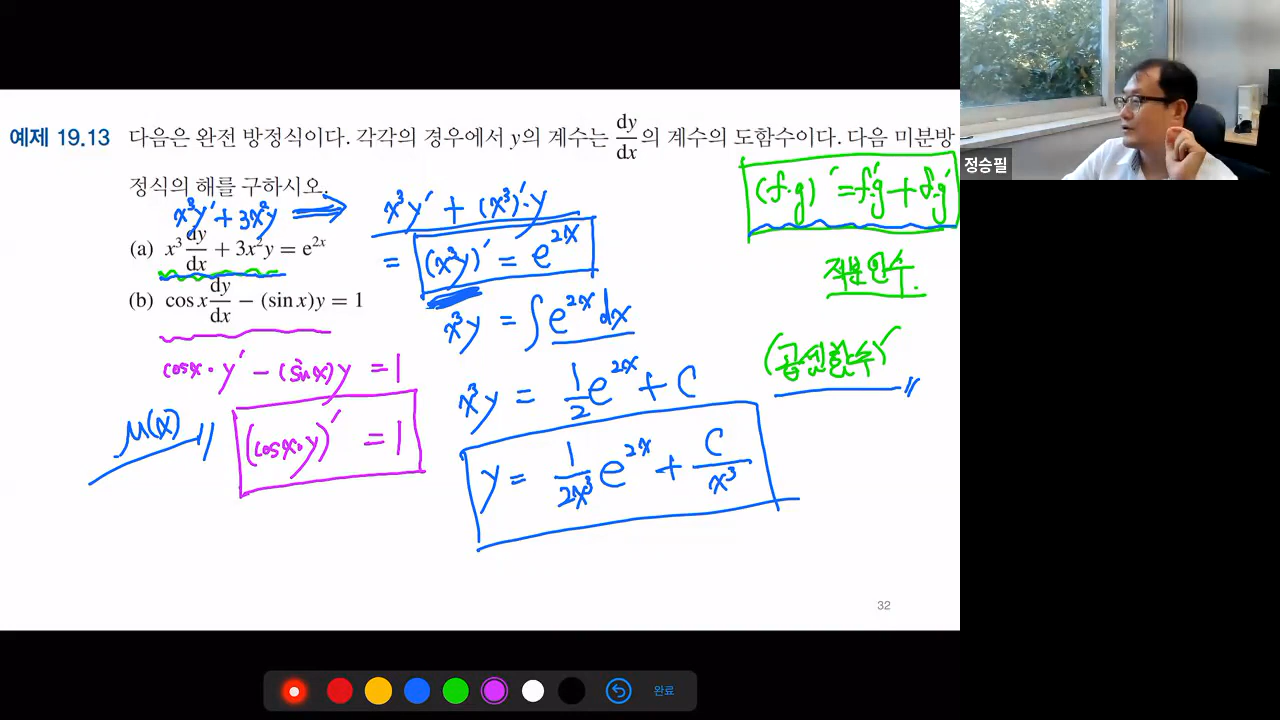 예제 19.13 다음은 완전 방정식이다. 각각의 경우에서 y의 계수는 dy/dx의 계수의 도함수이다. 다음 미분방
정식의 해를 구하시오.
x³y' + 3x²y ⇒ x³y' + (x³)'·y
(a) x³ dy/dx + 3x²y = e^{2x}
= (x³y)' = e^{2x}
(b) cos x dy/dx − (sin x)y = 1
x³y = ∫ e^{2x} dx
x³y = 1/2 e^{2x} + C
y = 1/(2x³) e^{2x} + C/x³
cosx · y' − (sinx)y = 1
(cosx·y)' = 1
μ(x)
(f·g)' = f'g + f·g'
적분인수.
(곱셈함수)'
정승필
32
완료